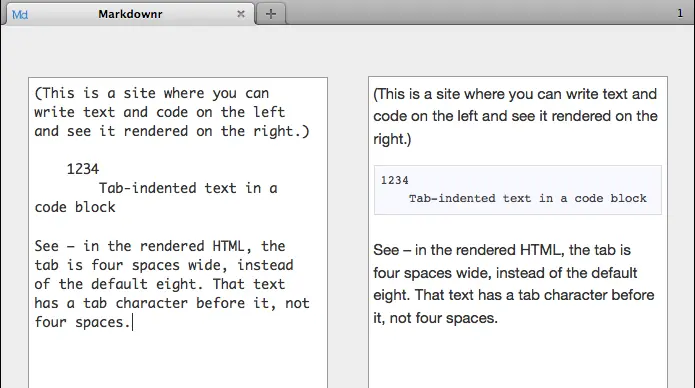 Md Markdownr × + 1
(This is a site where you can
write text and code on the left
and see it rendered on the right.)
1234
Tab-indented text in a
code block
See – in the rendered HTML, the
tab is four spaces wide, instead
of the default eight. That text
has a tab character before it, not
four spaces.
(This is a site where you can write text and
code on the left and see it rendered on the
right.)
1234
Tab-indented text in a code block
See – in the rendered HTML, the tab is
four spaces wide, instead of the default
eight. That text has a tab character before
it, not four spaces.